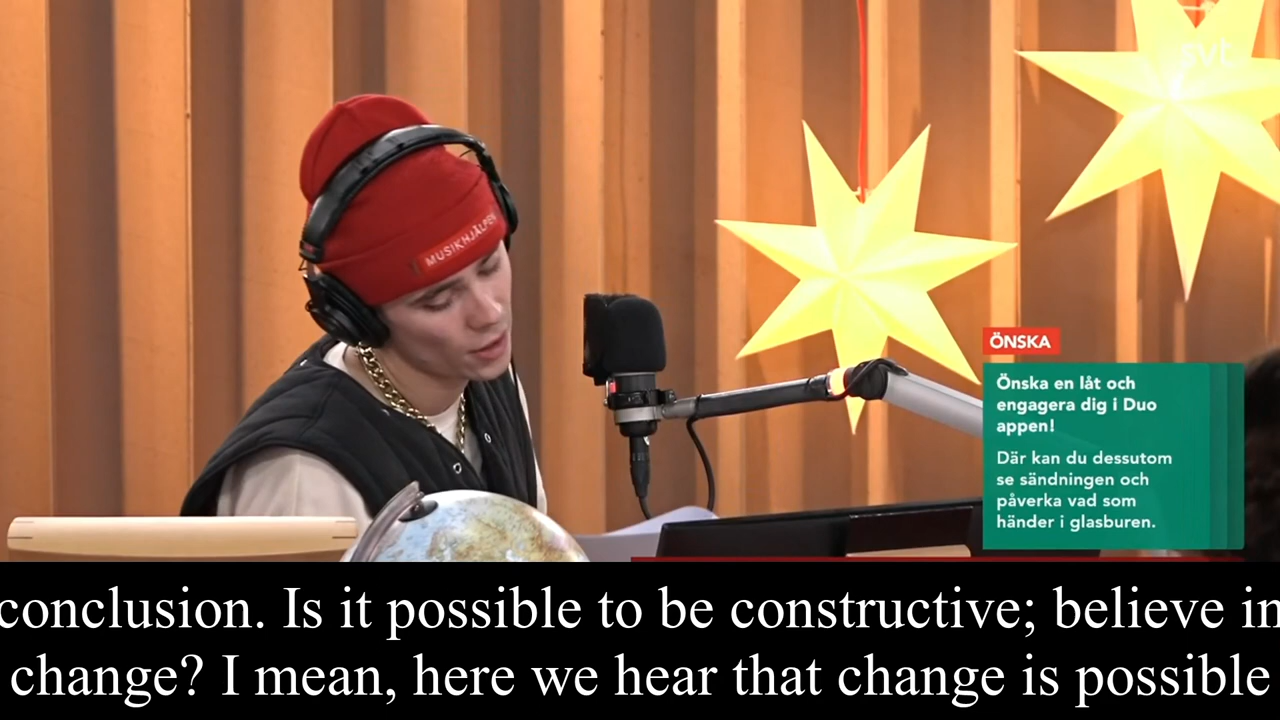 svt
MUSIKHJÄLPEN
ÖNSKA
Önska en låt och
engagera dig i Duo
appen!
Där kan du dessutom
se sändningen och
påverka vad som
händer i glasburen.
conclusion. Is it possible to be constructive; believe in
change? I mean, here we hear that change is possible